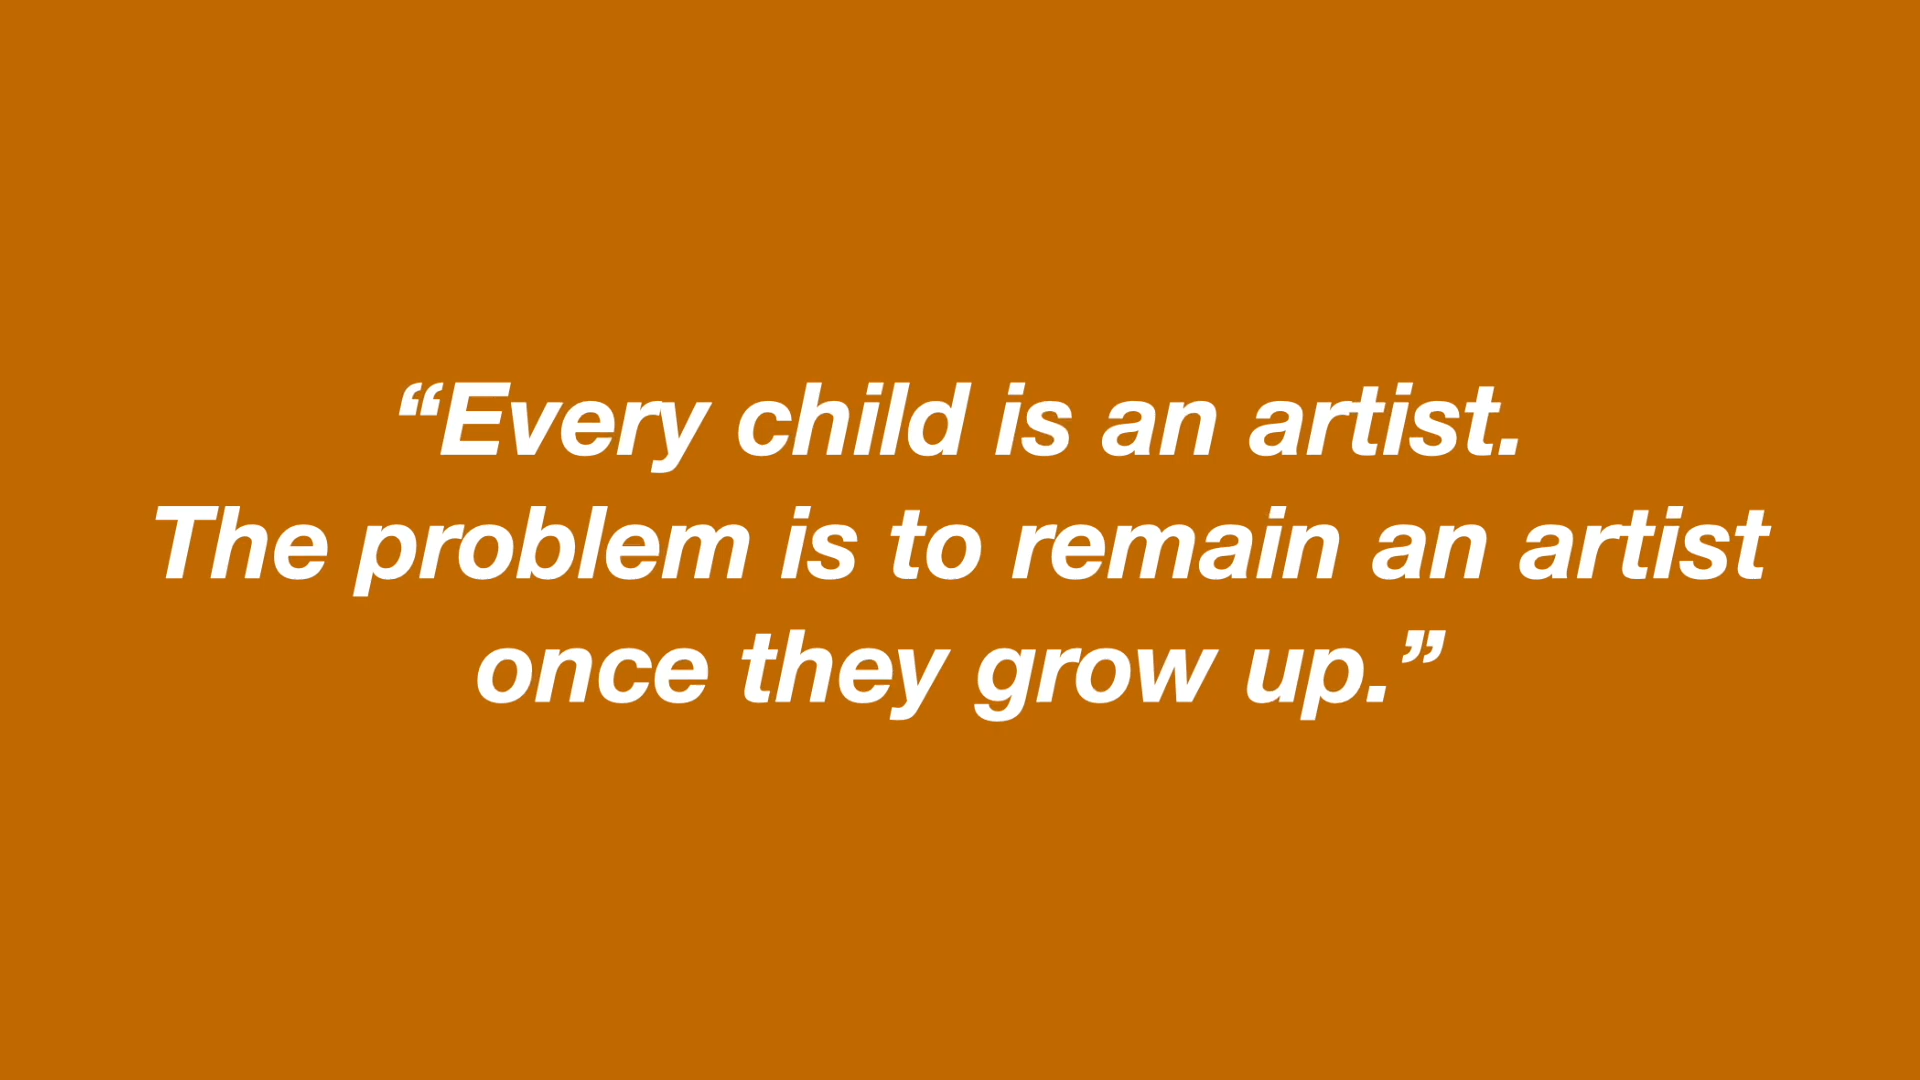 “Every child is an artist.
The problem is to remain an artist
once they grow up.”